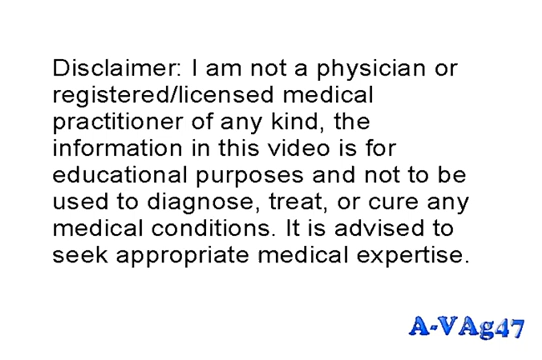 Disclaimer: I am not a physician or
registered/licensed medical
practitioner of any kind, the
information in this video is for
educational purposes and not to be
used to diagnose, treat, or cure any
medical conditions. It is advised to
seek appropriate medical expertise.
A-VAg47